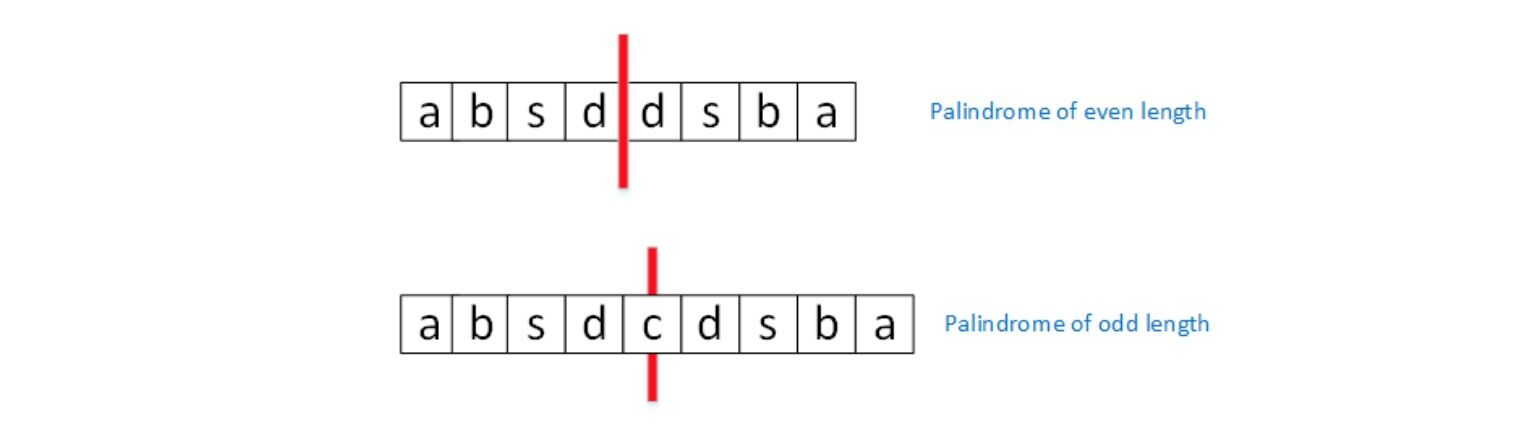 a b s d d s b a Palindrome of even length
a b s d c d s b a Palindrome of odd length